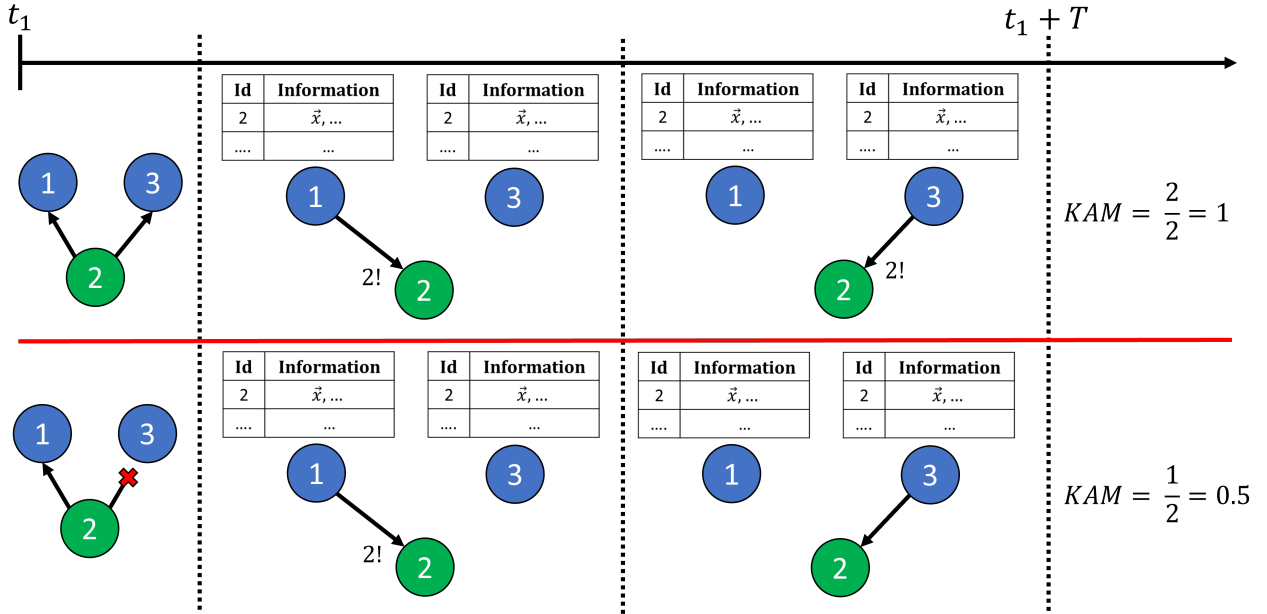 t₁
t₁ + T
Id Information Id Information Id Information Id Information
2 x⃗, ... 2 x⃗, ... 2 x⃗, ... 2 x⃗, ...
.... ... .... ... .... ... .... ...
1 3 1 3 1 3
KAM = 2/2 = 1
2 2! 2 2 2!
Id Information Id Information Id Information Id Information
2 x⃗, ... 2 x⃗, ... 2 x⃗, ... 2 x⃗, ...
.... ... .... ... .... ... .... ...
1 3 1 3 1 3
KAM = 1/2 = 0.5
2 2! 2 2